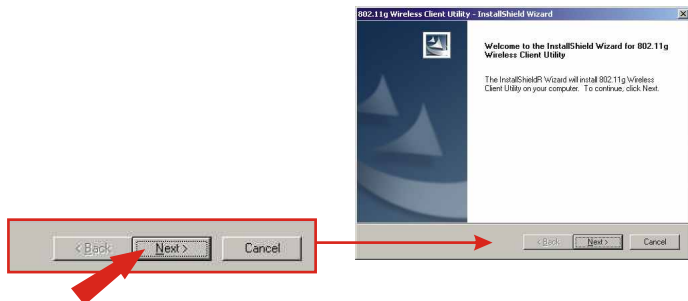 802.11g Wireless Client Utility - InstallShield Wizard
Welcome to the InstallShield Wizard for 802.11g
Wireless Client Utility
The InstallShieldR Wizard will install 802.11g Wireless
Client Utility on your computer. To continue, click Next.
< Back Next > Cancel
< Back Next > Cancel